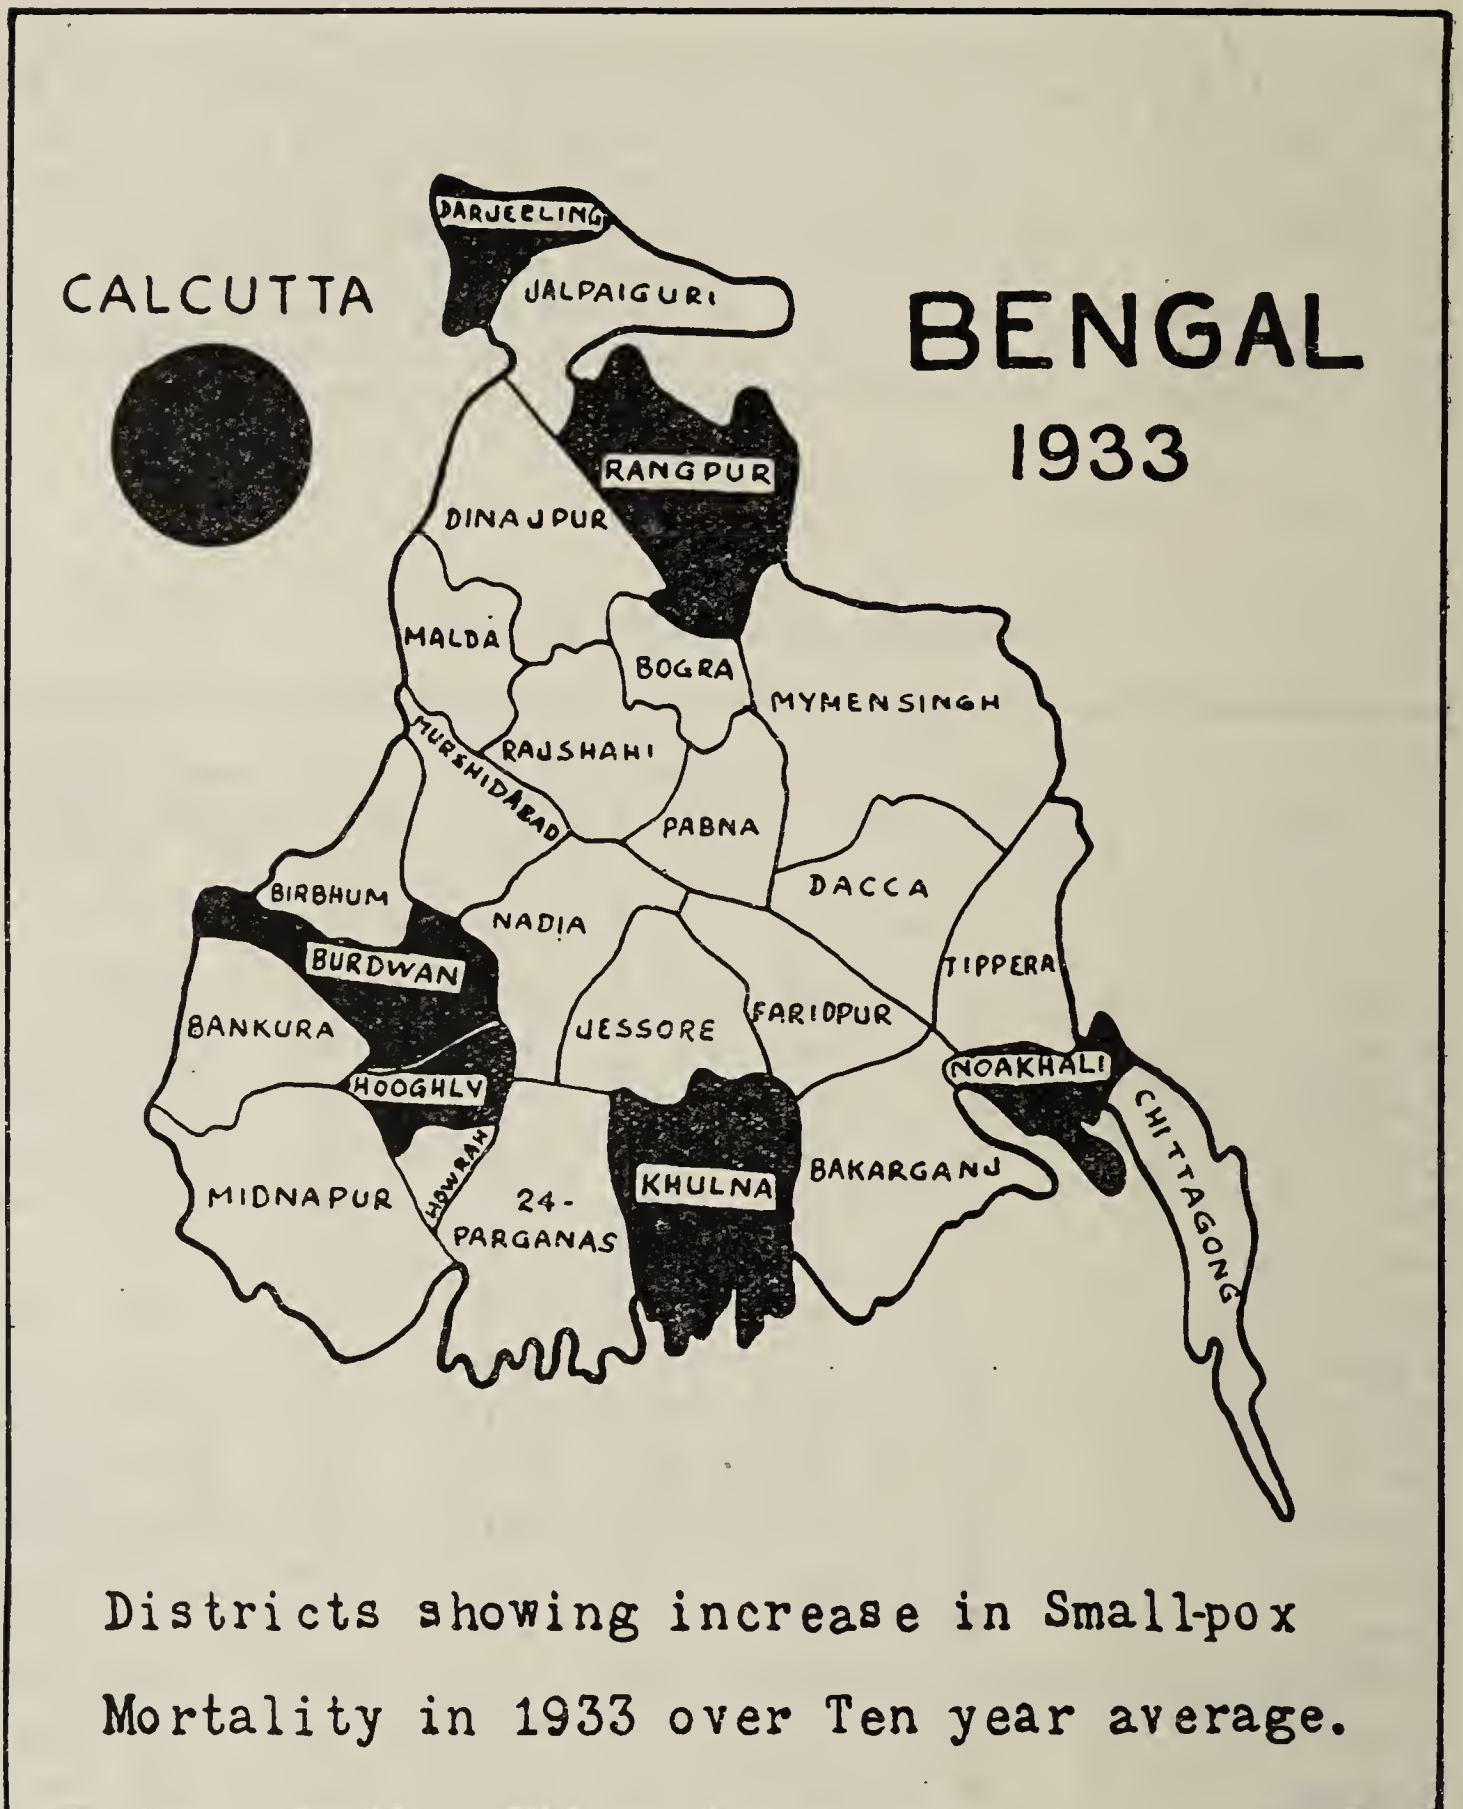 DARJEELING
CALCUTTA
JALPAIGURI
BENGAL
1933
RANGPUR
DINAJPUR
MALDA
BOGRA
MYMENSINGH
MURSHIDABAD
RAJSHAHI
PABNA
DACCA
BIRBHUM
NADIA
BURDWAN
TIPPERA
BANKURA
JESSORE
FARIDPUR
NOAKHALI
HOOGHLY
CHITTAGONG
HOWRAH
MIDNAPUR
24-
PARGANAS
KHULNA
BAKARGANJ
Districts showing increase in Small-pox
Mortality in 1933 over Ten year average.